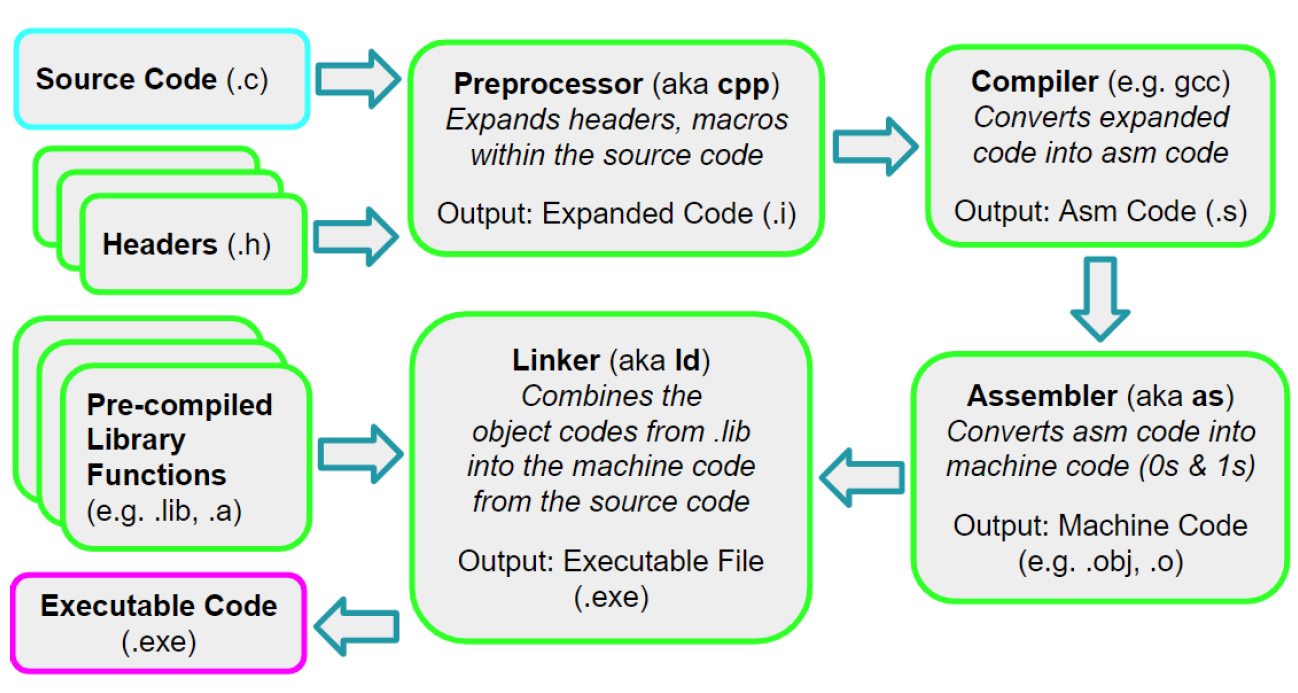 Source Code (.c)
Headers (.h)
Preprocessor (aka cpp)
Expands headers, macros
within the source code
Output: Expanded Code (.i)
Compiler (e.g. gcc)
Converts expanded
code into asm code
Output: Asm Code (.s)
Assembler (aka as)
Converts asm code into
machine code (0s & 1s)
Output: Machine Code
(e.g. .obj, .o)
Pre-compiled
Library
Functions
(e.g. .lib, .a)
Linker (aka ld)
Combines the
object codes from .lib
into the machine code
from the source code
Output: Executable File
(.exe)
Executable Code
(.exe)